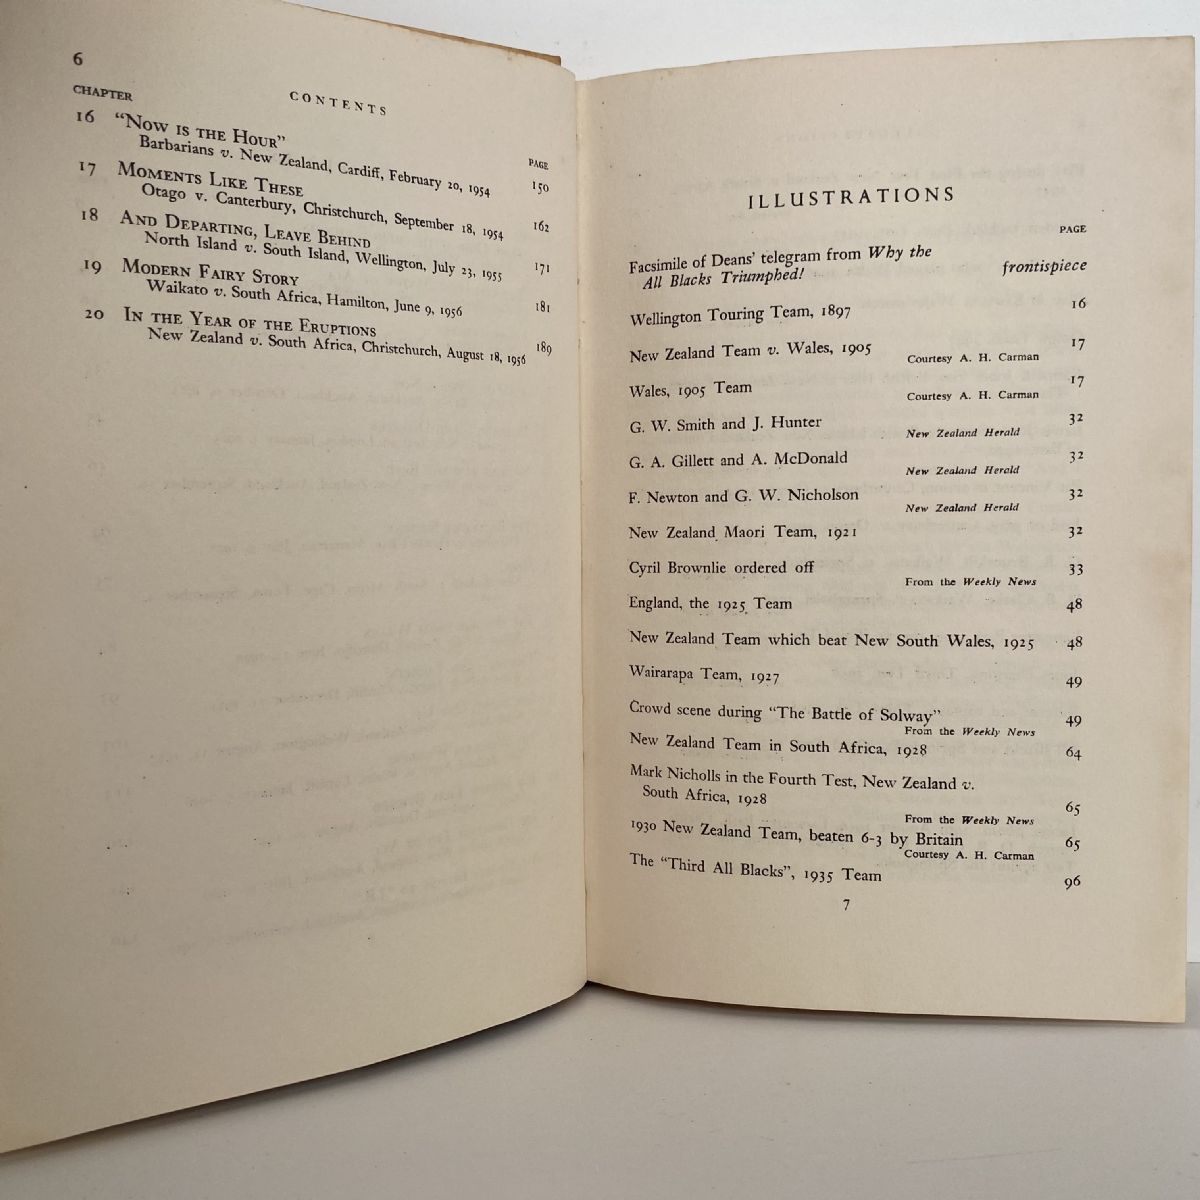 6
CONTENTS
CHAPTER
PAGE
16 “Now is the Hour”
Barbarians v. New Zealand, Cardiff, February 20, 1954 150
17 Moments Like These
Otago v. Canterbury, Christchurch, September 18, 1954 162
18 And Departing, Leave Behind
North Island v. South Island, Wellington, July 23, 1955 171
19 Modern Fairy Story
Waikato v. South Africa, Hamilton, June 9, 1956 181
20 In the Year of the Eruptions
New Zealand v. South Africa, Christchurch, August 18, 1956 189
ILLUSTRATIONS
PAGE
Facsimile of Deans’ telegram from Why the
All Blacks Triumphed! frontispiece
Wellington Touring Team, 1897 16
New Zealand Team v. Wales, 1905 17
Courtesy A. H. Carman
Wales, 1905 Team 17
Courtesy A. H. Carman
G. W. Smith and J. Hunter 32
New Zealand Herald
G. A. Gillett and A. McDonald 32
New Zealand Herald
F. Newton and G. W. Nicholson 32
New Zealand Herald
New Zealand Maori Team, 1921 32
Cyril Brownlie ordered off 33
From the Weekly News
England, the 1925 Team 48
New Zealand Team which beat New South Wales, 1925 48
Wairarapa Team, 1927 49
Crowd scene during “The Battle of Solway” 49
From the Weekly News
New Zealand Team in South Africa, 1928 64
Mark Nicholls in the Fourth Test, New Zealand v.
South Africa, 1928 65
From the Weekly News
1930 New Zealand Team, beaten 6-3 by Britain 65
Courtesy A. H. Carman
The “Third All Blacks”, 1935 Team 96
7